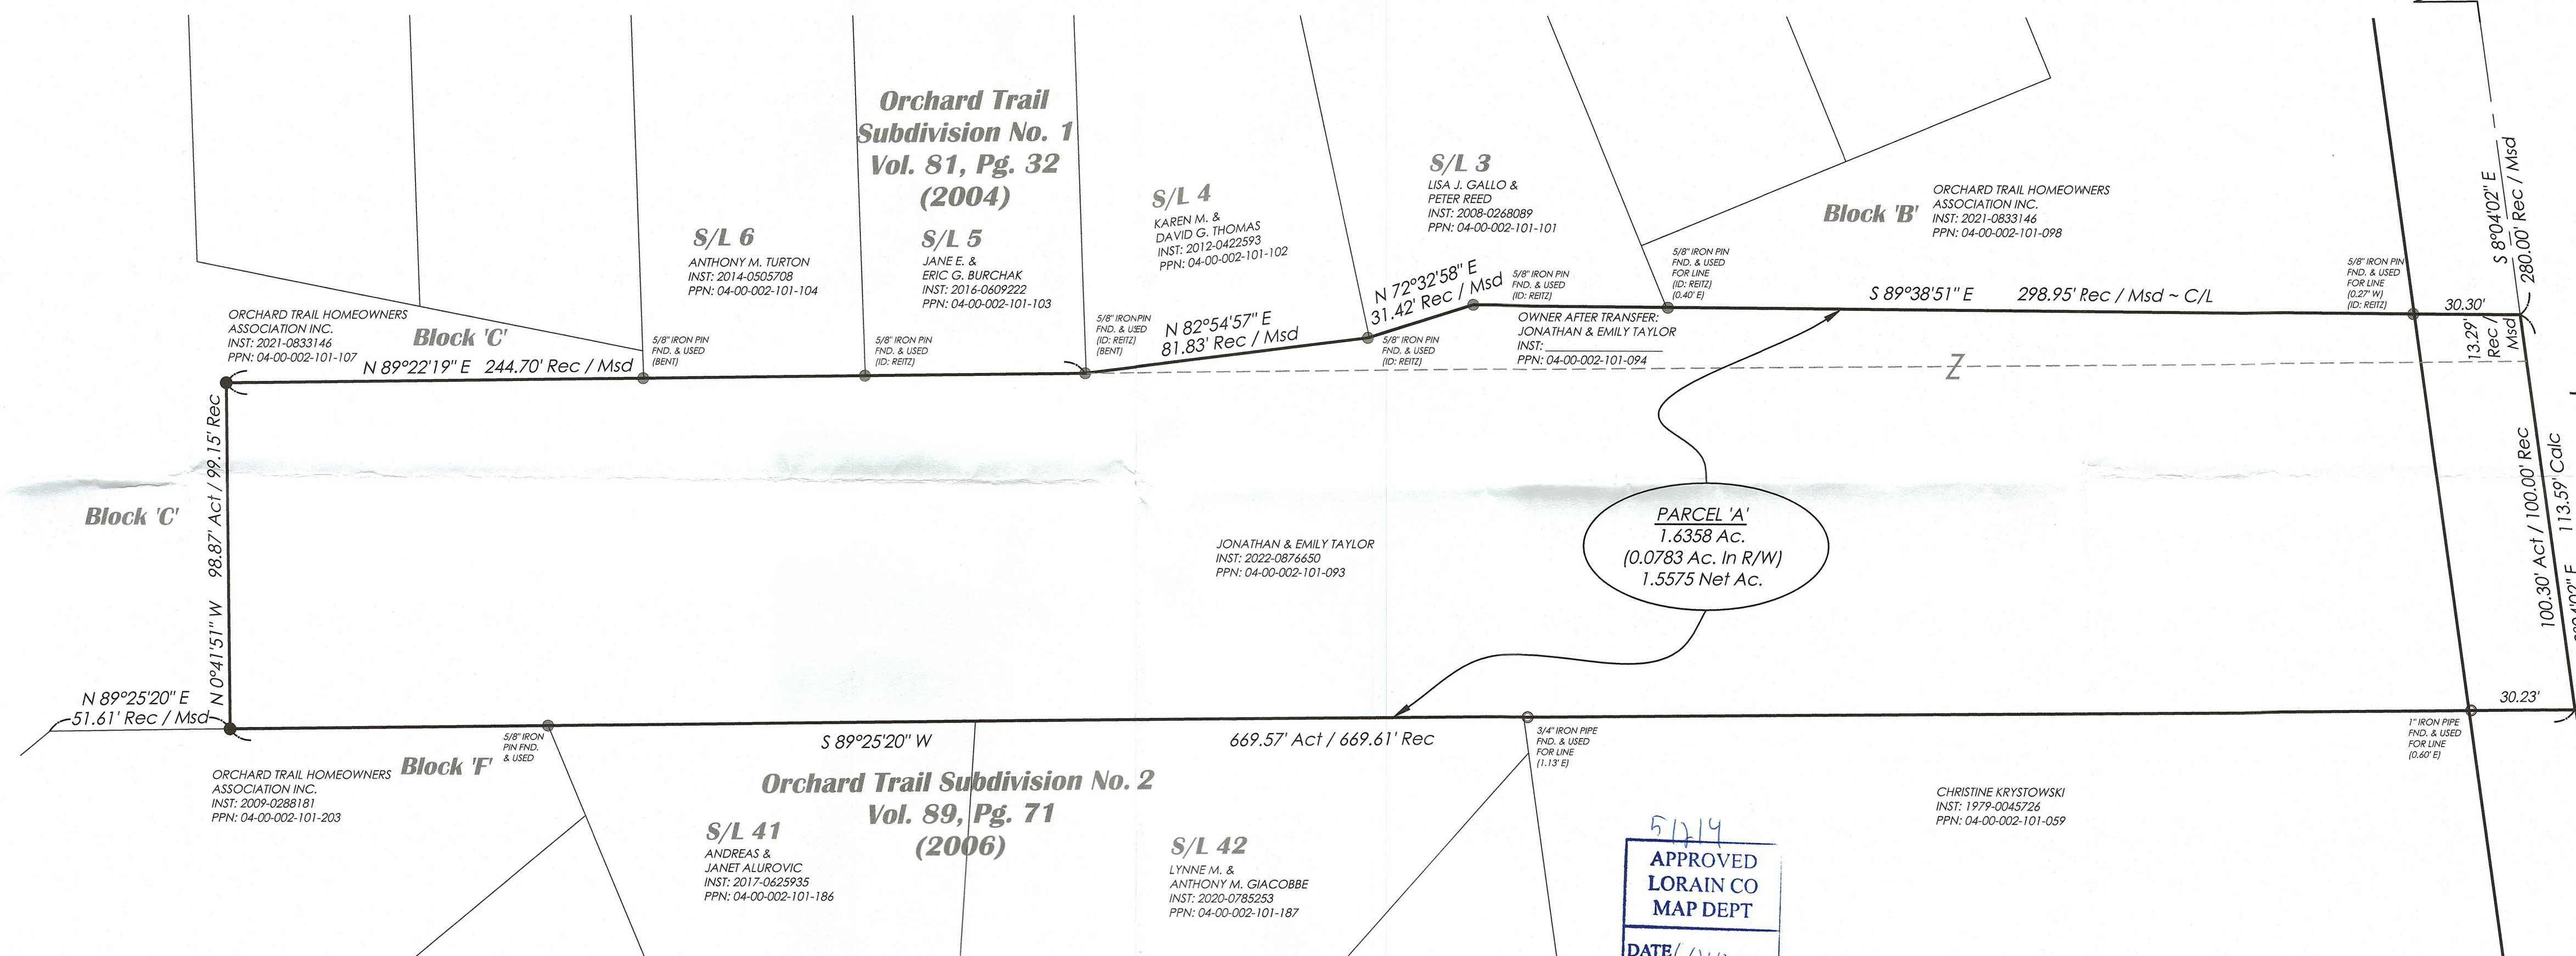 Orchard Trail
Subdivision No. 1
Vol. 81, Pg. 32
(2004)
S/L 6
ANTHONY M. TURTON
INST: 2014-0505708
PPN: 04-00-002-101-104
S/L 5
JANE E. &
ERIC G. BURCHAK
INST: 2016-0609222
PPN: 04-00-002-101-103
S/L 4
KAREN M. &
DAVID G. THOMAS
INST: 2012-0422593
PPN: 04-00-002-101-102
S/L 3
LISA J. GALLO &
PETER REED
INST: 2008-0268089
PPN: 04-00-002-101-101
Block 'B'
ORCHARD TRAIL HOMEOWNERS
ASSOCIATION INC.
INST: 2021-0833146
PPN: 04-00-002-101-098
S 8°04'02" E
280.00' Rec / Msd
ORCHARD TRAIL HOMEOWNERS
ASSOCIATION INC.
INST: 2021-0833146
PPN: 04-00-002-101-107
Block 'C'
N 89°22'19" E 244.70' Rec / Msd
5/8" IRON PIN
FND. & USED
(BENT)
5/8" IRON PIN
FND. & USED
(ID: REITZ)
5/8" IRONPIN
FND. & USED
(ID: REITZ)
(BENT)
N 82°54'57" E
81.83' Rec / Msd
N 72°32'58" E
31.42' Rec / Msd
5/8" IRON PIN
FND. & USED
(ID: REITZ)
5/8" IRON PIN
FND. & USED
(ID: REITZ)
OWNER AFTER TRANSFER:
JONATHAN & EMILY TAYLOR
INST:
PPN: 04-00-002-101-094
5/8" IRON PIN
FND. & USED
FOR LINE
(ID: REITZ)
(0.40' E)
S 89°38'51" E 298.95' Rec / Msd ~ C/L
5/8" IRON PIN
FND. & USED
FOR LINE
(0.27' W)
(ID: REITZ)
30.30'
13.29'
Rec /
Msd
Z
N 0°41'51" W 98.87' Act / 99.15' Rec
Block 'C'
JONATHAN & EMILY TAYLOR
INST: 2022-0876650
PPN: 04-00-002-101-093
PARCEL 'A'
1.6358 Ac.
(0.0783 Ac. In R/W)
1.5575 Net Ac.
100.30' Act / 100.00' Rec
113.59' Calc
N 89°25'20" E
51.61' Rec / Msd
5/8" IRON
PIN FND.
& USED
S 89°25'20" W 669.57' Act / 669.61' Rec
3/4" IRON PIPE
FND. & USED
FOR LINE
(1.13' E)
1" IRON PIPE
FND. & USED
FOR LINE
(0.60' E)
30.23'
ORCHARD TRAIL HOMEOWNERS
ASSOCIATION INC.
INST: 2009-0288181
PPN: 04-00-002-101-203
Block 'F'
Orchard Trail Subdivision No. 2
Vol. 89, Pg. 71
(2006)
S/L 41
ANDREAS &
JANET ALUROVIC
INST: 2017-0625935
PPN: 04-00-002-101-186
S/L 42
LYNNE M. &
ANTHONY M. GIACOBBE
INST: 2020-0785253
PPN: 04-00-002-101-187
CHRISTINE KRYSTOWSKI
INST: 1979-0045726
PPN: 04-00-002-101-059
APPROVED
LORAIN CO
MAP DEPT
DATE